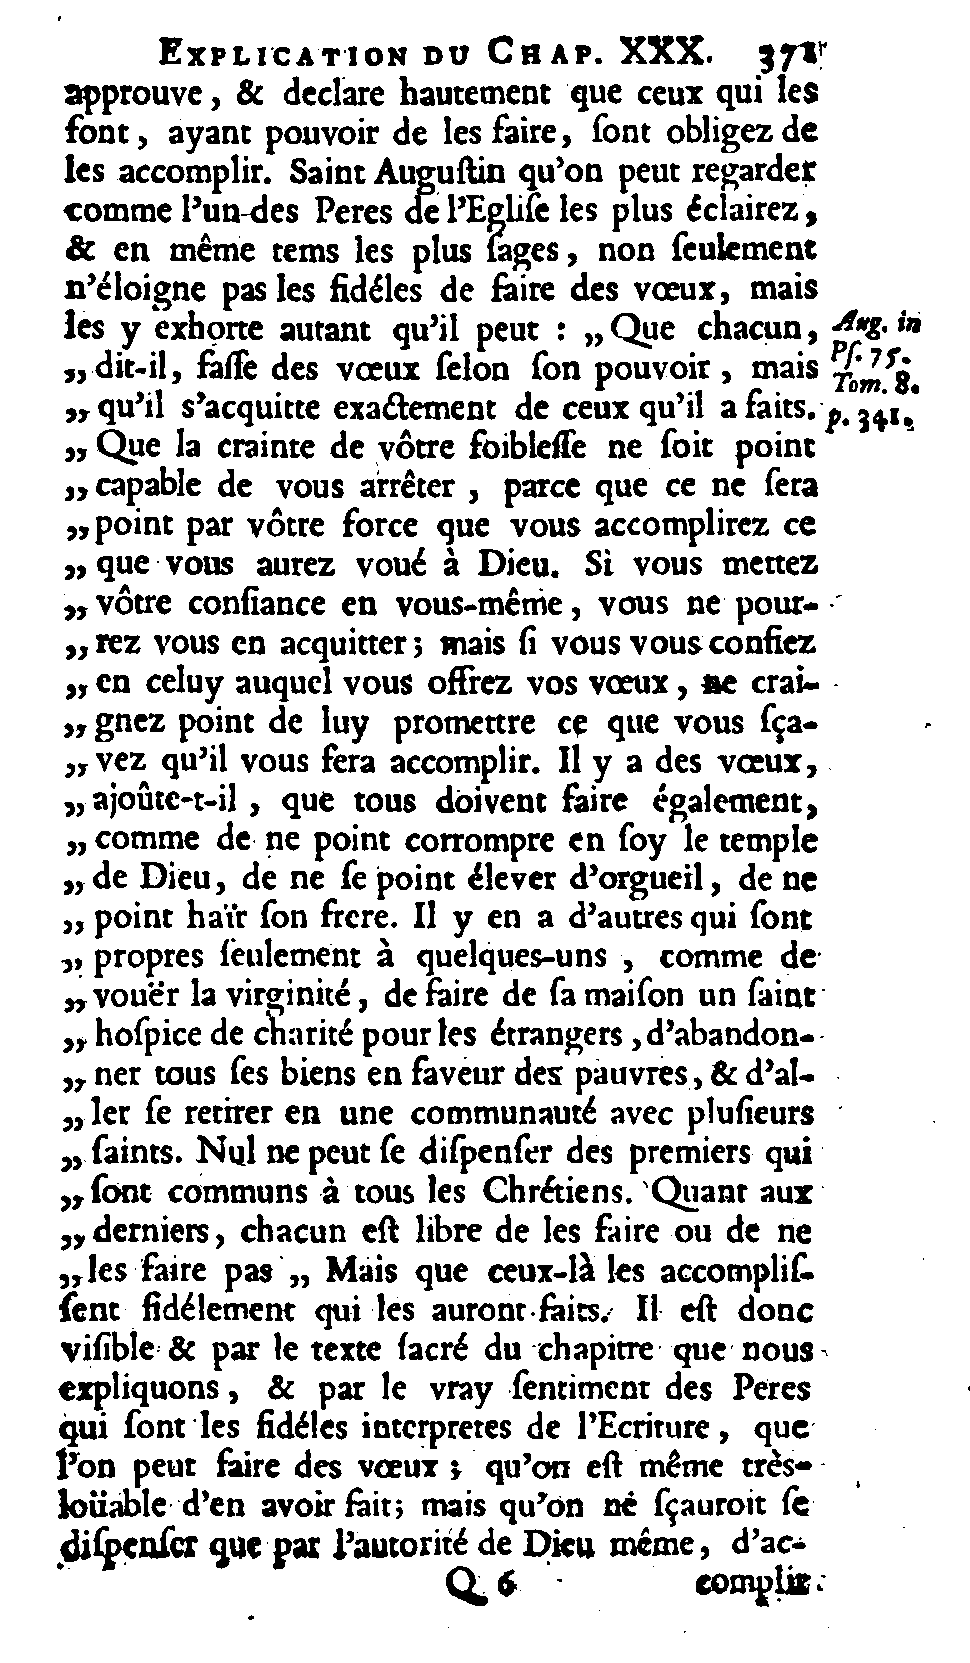 EXPLICATION DU CHAP. XXX. 371
approuve, & declare hautement que ceux qui les
font, ayant pouvoir de les faire, ſont obligez de
les accomplir. Saint Auguſtin qu'on peut regarder
comme l'un-des Peres de l'Egliſe les plus éclairez,
& en même tems les plus ſages, non ſeulement
n'éloigne pas les fidéles de faire des vœux, mais
les y exhorte autant qu'il peut : „Que chacun,
„dit-il, faſſe des vœux ſelon ſon pouvoir, mais
„qu'il s'acquitte exactement de ceux qu'il a faits.
Aug. in
Pſ. 75.
Tom. 8.
p. 341.
„Que la crainte de vôtre foibleſſe ne ſoit point
„capable de vous arrêter, parce que ce ne ſera
„point par vôtre force que vous accomplirez ce
„que vous aurez voué à Dieu. Si vous mettez
„vôtre confiance en vous-même, vous ne pour-
„rez vous en acquitter; mais ſi vous vous confiez
„en celuy auquel vous offrez vos vœux, ne crai-
„gnez point de luy promettre ce que vous ſça-
„vez qu'il vous fera accomplir. Il y a des vœux,
„ajoûte-t-il, que tous doivent faire également,
„comme de ne point corrompre en ſoy le temple
„de Dieu, de ne ſe point élever d'orgueil, de ne
„point haïr ſon frere. Il y en a d'autres qui ſont
„propres ſeulement à quelques-uns, comme de
„vouër la virginité, de faire de ſa maiſon un ſaint
„hoſpice de charité pour les étrangers, d'abandon-
„ner tous ſes biens en faveur des pauvres, & d'al-
„ler ſe retirer en une communauté avec pluſieurs
„ſaints. Nul ne peut ſe diſpenſer des premiers qui
„ſont communs à tous les Chrétiens. Quant aux
„derniers, chacun eſt libre de les faire ou de ne
„les faire pas „ Mais que ceux-là les accompliſ-
ſent fidélement qui les auront faits. Il eſt donc
viſible & par le texte ſacré du chapitre que nous
expliquons, & par le vray ſentiment des Peres
qui ſont les fidéles interpretes de l'Ecriture, que
l'on peut faire des vœux; qu'on eſt même très-
loüable d'en avoir fait; mais qu'on ne ſçauroit ſe
diſpenſer que par l'autorité de Dieu même, d'ac-
Q 6 complir